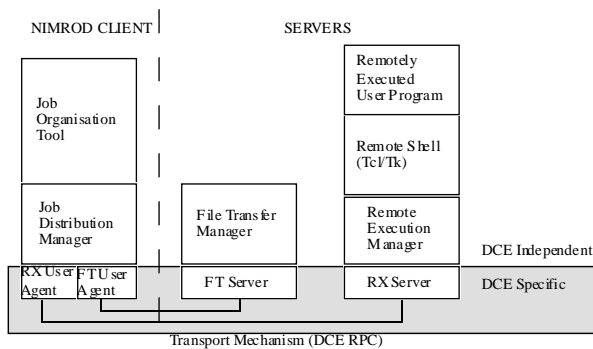 NIMROD CLIENT
SERVERS
Job
Organisation
Tool
Job
Distribution
Manager
RX User
Agent
FT User
Agent
File Transfer
Manager
FT Server
Remotely
Executed
User Program
Remote Shell
(Tcl/Tk)
Remote
Execution
Manager
RX Server
DCE Independent
DCE Specific
Transport Mechanism (DCE RPC)